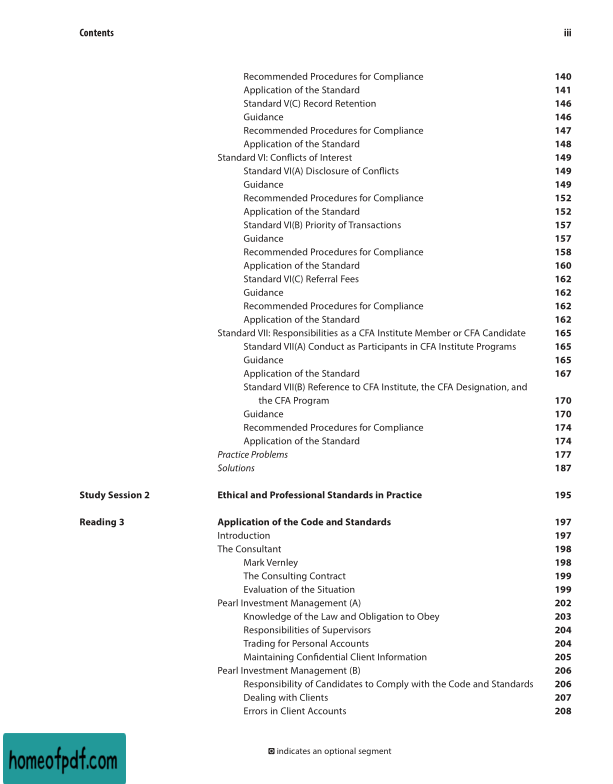 Contents iii
Recommended Procedures for Compliance 140
Application of the Standard 141
Standard V(C) Record Retention 146
Guidance 146
Recommended Procedures for Compliance 147
Application of the Standard 148
Standard VI: Conflicts of Interest 149
Standard VI(A) Disclosure of Conflicts 149
Guidance 149
Recommended Procedures for Compliance 152
Application of the Standard 152
Standard VI(B) Priority of Transactions 157
Guidance 157
Recommended Procedures for Compliance 158
Application of the Standard 160
Standard VI(C) Referral Fees 162
Guidance 162
Recommended Procedures for Compliance 162
Application of the Standard 162
Standard VII: Responsibilities as a CFA Institute Member or CFA Candidate 165
Standard VII(A) Conduct as Participants in CFA Institute Programs 165
Guidance 165
Application of the Standard 167
Standard VII(B) Reference to CFA Institute, the CFA Designation, and
the CFA Program 170
Guidance 170
Recommended Procedures for Compliance 174
Application of the Standard 174
Practice Problems 177
Solutions 187
Study Session 2 Ethical and Professional Standards in Practice 195
Reading 3 Application of the Code and Standards 197
Introduction 197
The Consultant 198
Mark Vernley 198
The Consulting Contract 199
Evaluation of the Situation 199
Pearl Investment Management (A) 202
Knowledge of the Law and Obligation to Obey 203
Responsibilities of Supervisors 204
Trading for Personal Accounts 204
Maintaining Confidential Client Information 205
Pearl Investment Management (B) 206
Responsibility of Candidates to Comply with the Code and Standards 206
Dealing with Clients 207
Errors in Client Accounts 208
indicates an optional segment
homeofpdf.com